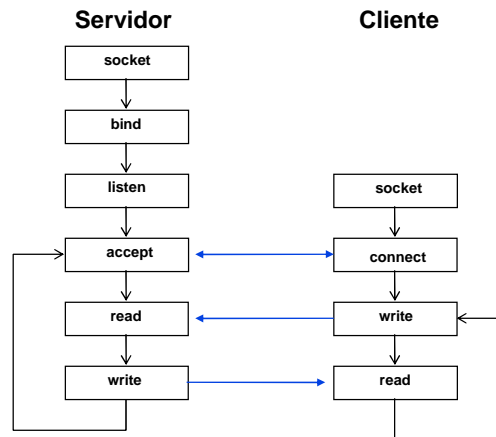 Servidor
Cliente
socket
bind
listen
socket
accept
connect
read
write
write
read